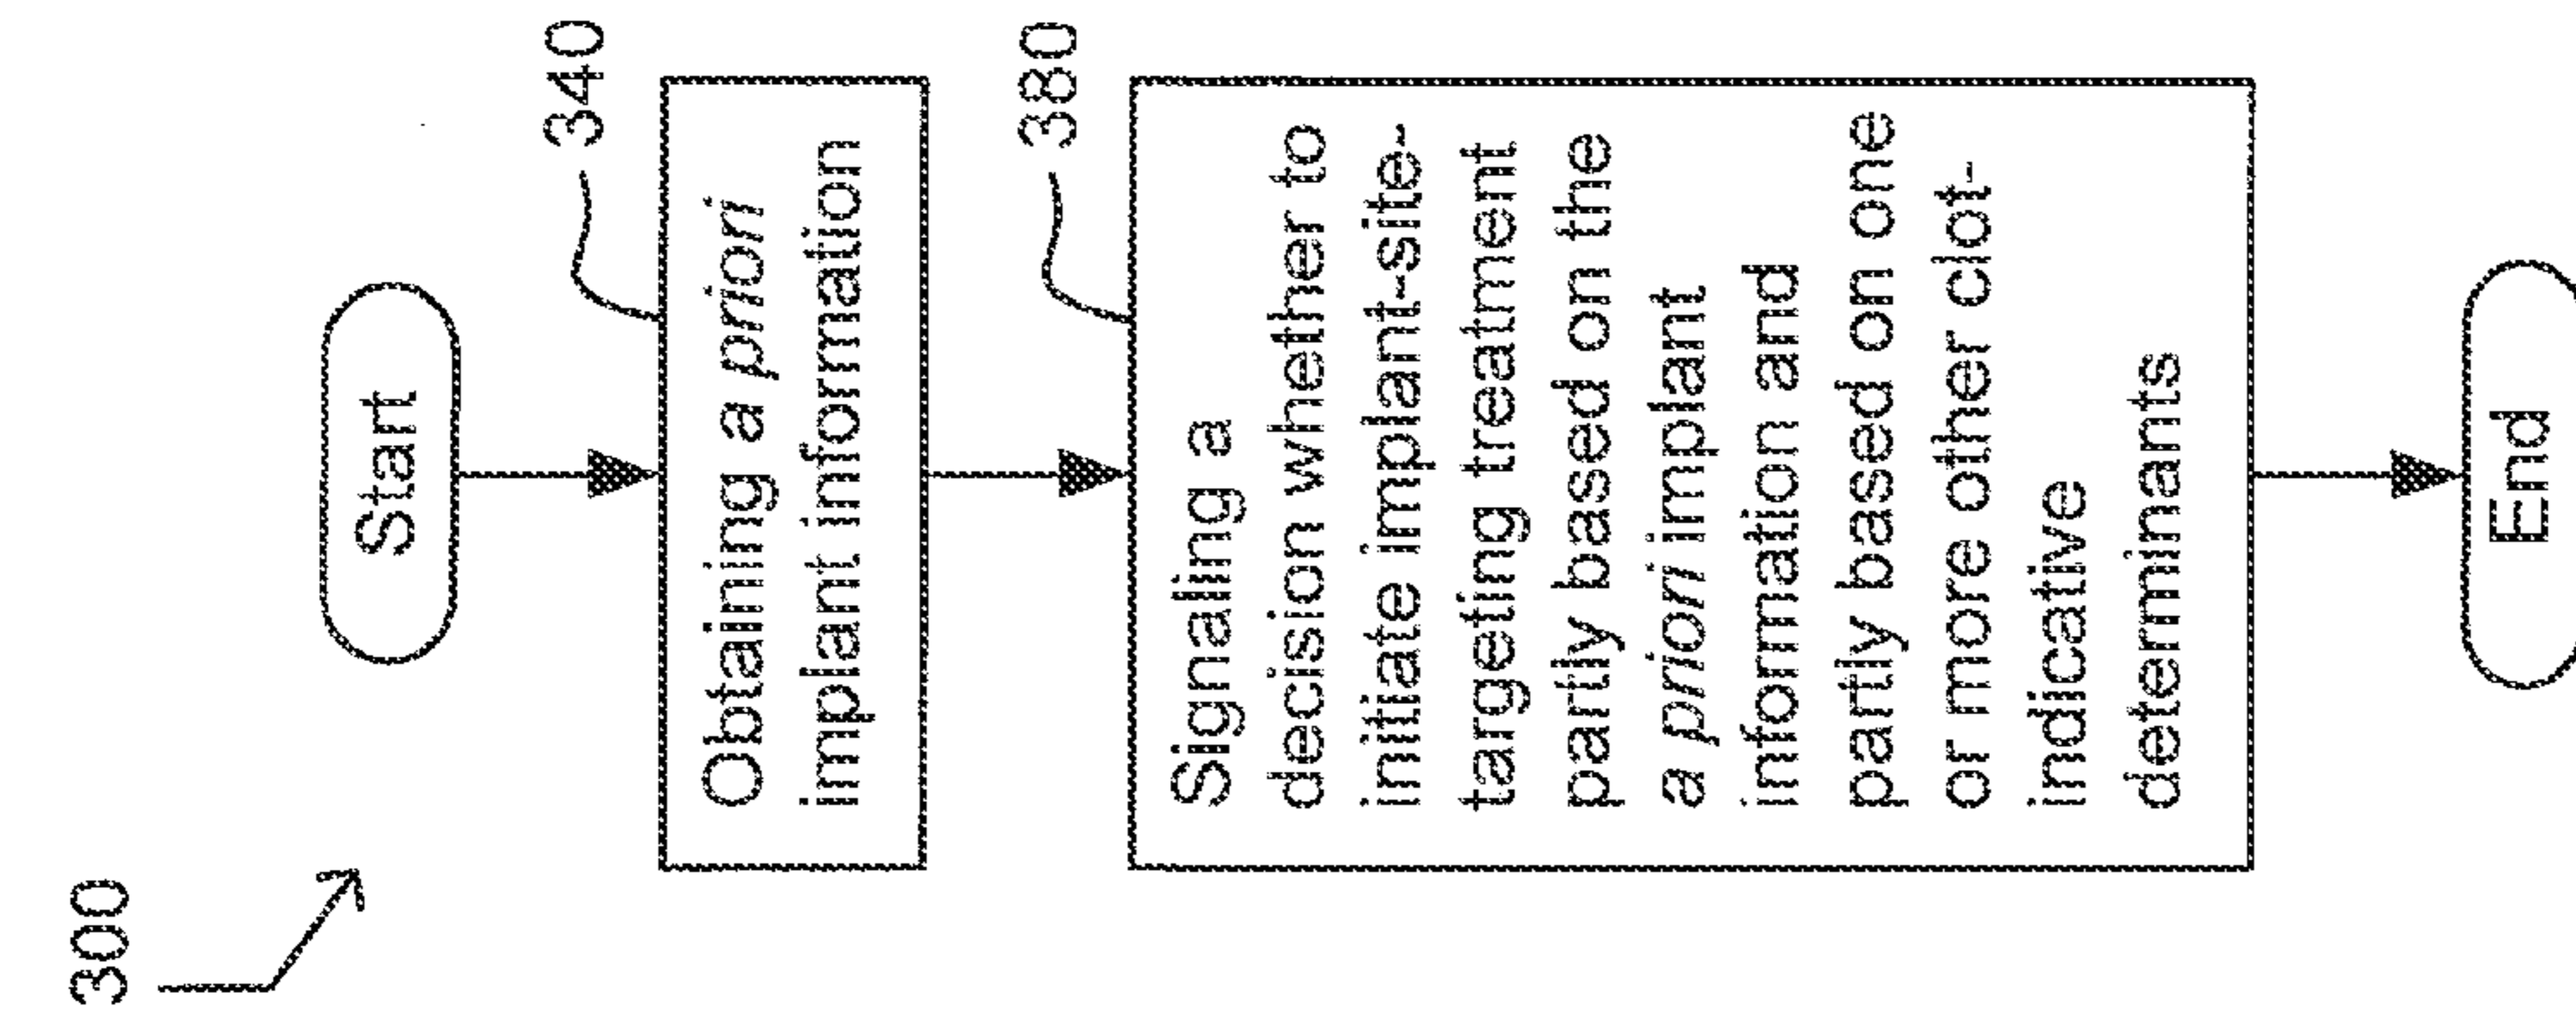 300
Start
340
Obtaining a priori
implant information
380
Signaling a
decision whether to
initiate implant-site-
targeting treatment
partly based on the
a priori implant
information and
partly based on one
or more other clot-
indicative
determinants
End